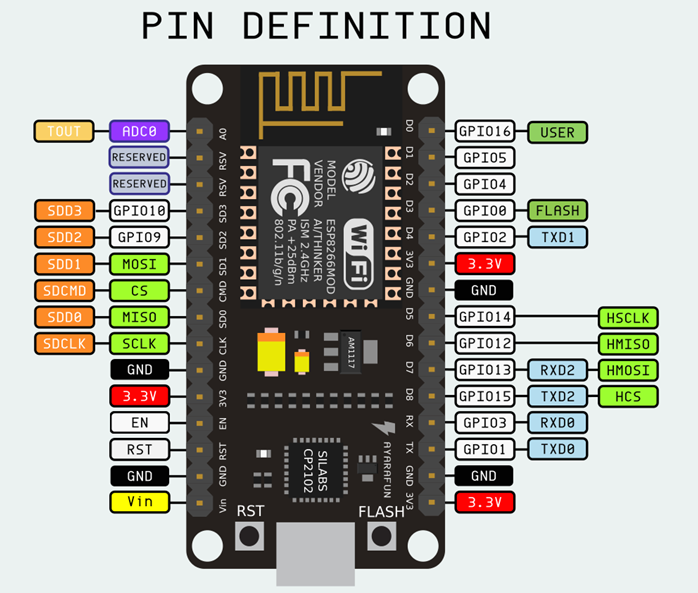 PIN DEFINITION
TOUT ADC0 A0 D0 GPIO16 USER
RESERVED RSV D1 GPIO5
RESERVED RSV D2 GPIO4
SDD3 GPIO10 SD3 D3 GPIO0 FLASH
SDD2 GPIO9 SD2 D4 GPIO2 TXD1
SDD1 MOSI SD1 3V3 3.3V
SDCMD CS CMD GND GND
SDD0 MISO SD0 D5 GPIO14 HSCLK
SDCLK SCLK CLK D6 GPIO12 HMISO
GND GND D7 GPIO13 RXD2 HMOSI
3.3V 3V3 D8 GPIO15 TXD2 HCS
EN EN RX GPIO3 RXD0
RST RST TX GPIO1 TXD0
GND GND GND GND
Vin Vin 3V3 3.3V
MODEL
VENDOR
FC
ESP8266MOD
AI/THINKER
ISM 2.4GHz
PA +25dBm
802.11b/g/n
Wi Fi
AM1117
SILABS
CP2102
AYARAFUN
RST
FLASH